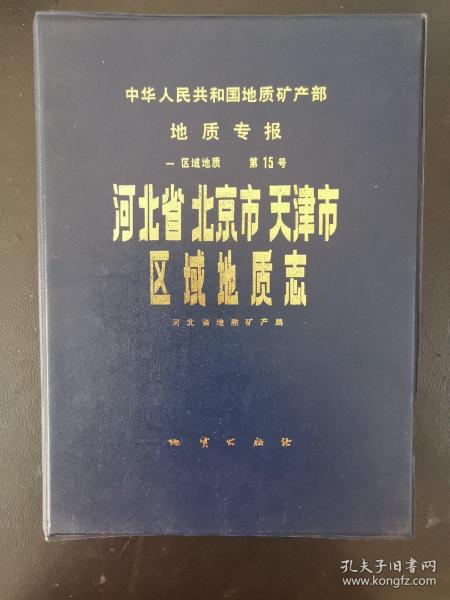 中华人民共和国地质矿产部
地质专报
一 区域地质 第15号
河北省 北京市 天津市
区域地质志
河北省地质矿产局
地质出版社
孔夫子旧书网
www.kongfz.com